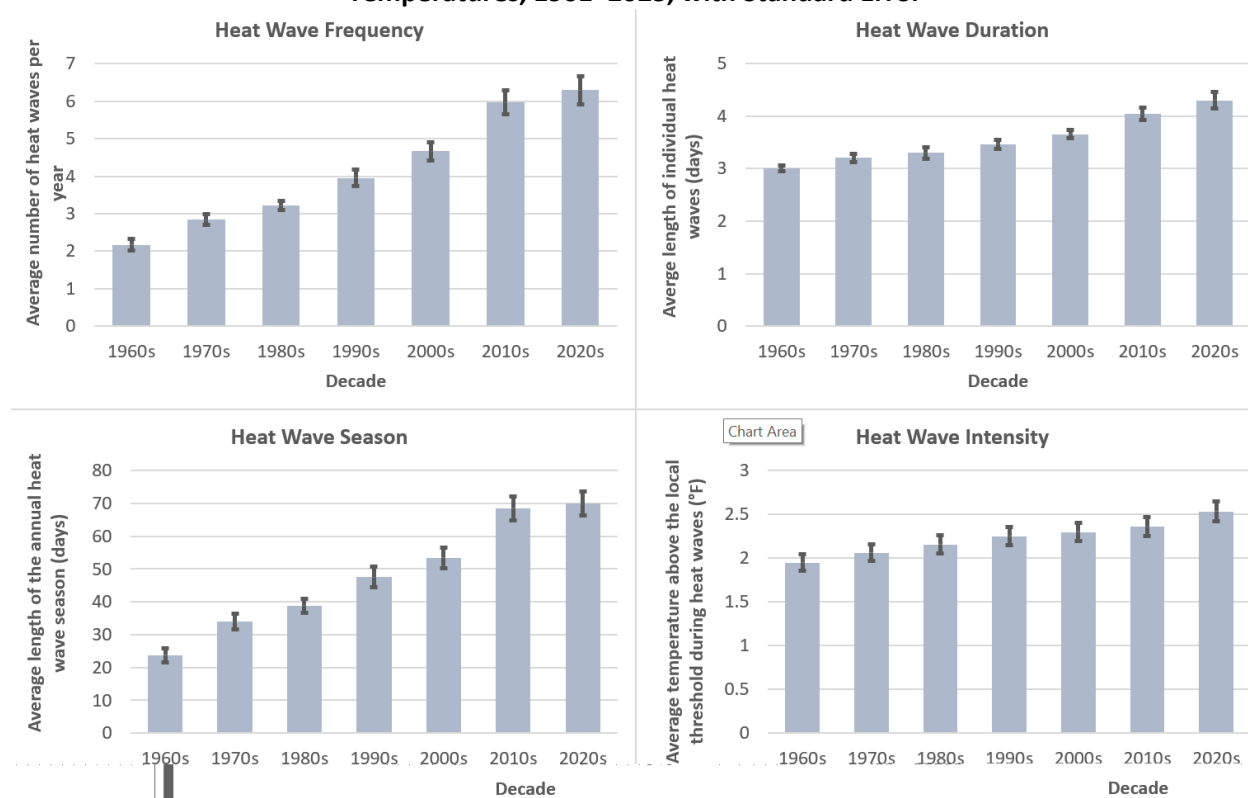 Heat Wave Frequency
Average number of heat waves per
year
7
6
5
4
3
2
1
0
1960s 1970s 1980s 1990s 2000s 2010s 2020s
Decade
Heat Wave Duration
Averge length of individual heat
waves (days)
5
4
3
2
1
0
1960s 1970s 1980s 1990s 2000s 2010s 2020s
Decade
Heat Wave Season
Average length of the annual heat
wave season (days)
80
70
60
50
40
30
20
10
0
1960s 1970s 1980s 1990s 2000s 2010s 2020s
Decade
Chart Area
Heat Wave Intensity
Average temperature above the local
threshold during heat waves (°F)
3
2.5
2
1.5
1
0.5
0
1960s 1970s 1980s 1990s 2000s 2010s 2020s
Decade